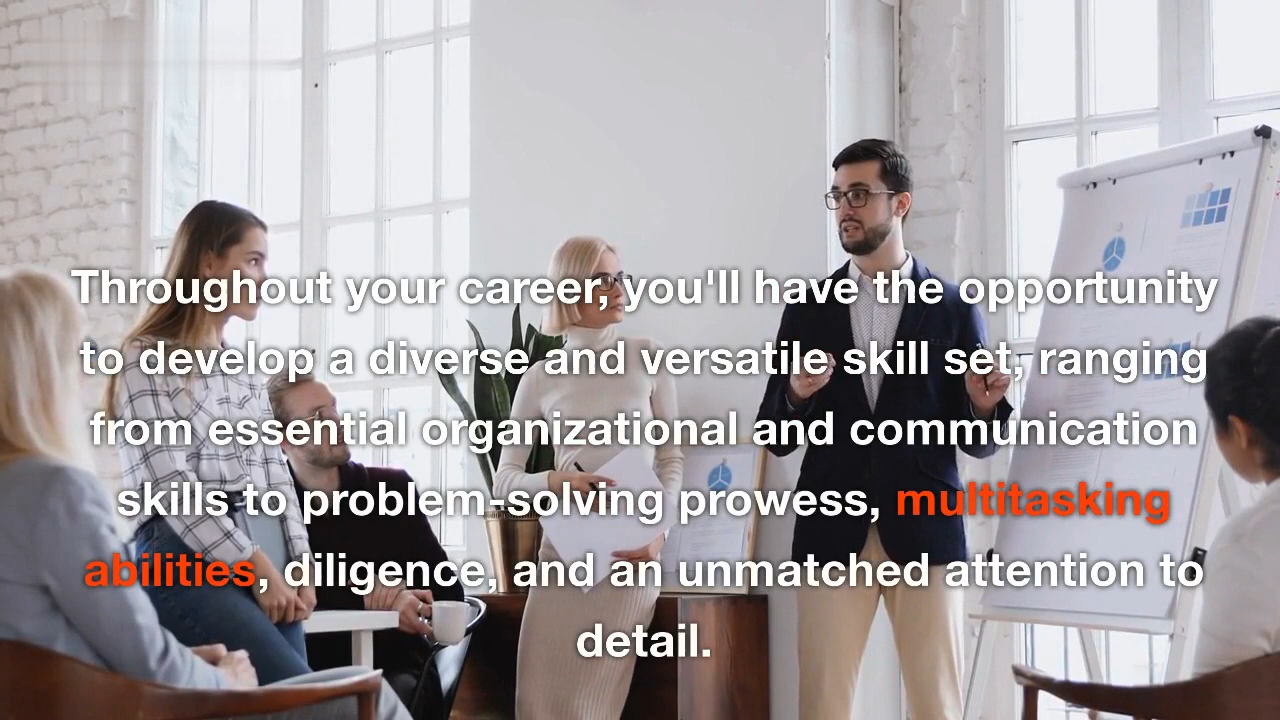 Throughout your career, you'll have the opportunity
to develop a diverse and versatile skill set, ranging
from essential organizational and communication
skills to problem-solving prowess, multitasking
abilities, diligence, and an unmatched attention to
detail.